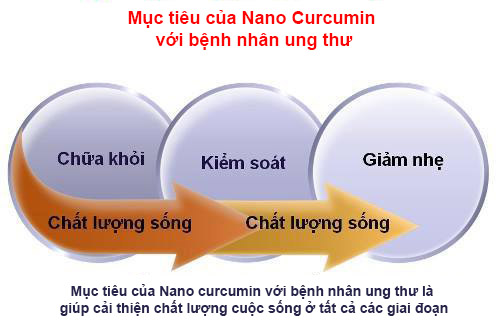 Mục tiêu của Nano Curcumin
với bệnh nhân ung thư
Chữa khỏi
Kiểm soát
Giảm nhẹ
Chất lượng sống
Chất lượng sống
Mục tiêu của Nano curcumin với bệnh nhân ung thư là
giúp cải thiện chất lượng cuộc sống ở tất cả các giai đoạn